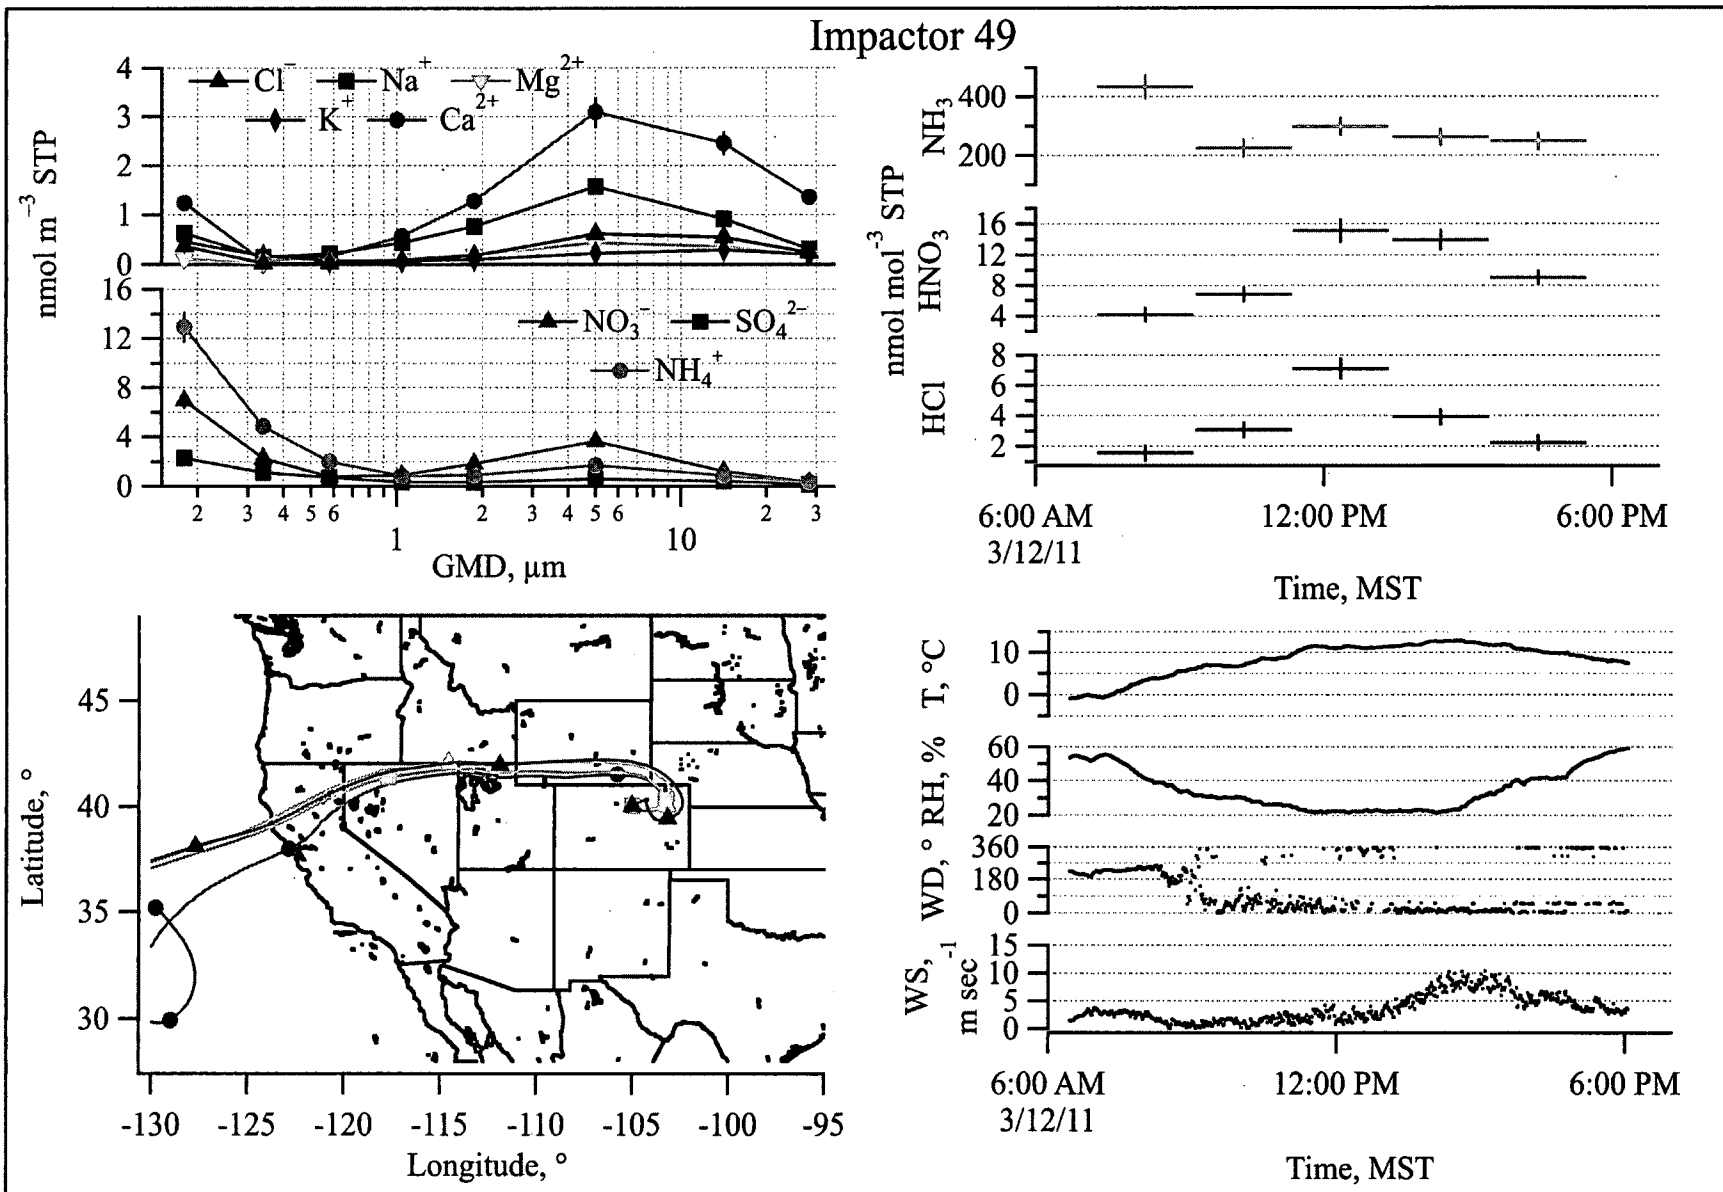 Impactor 49
Cl⁻ Na⁺ Mg²⁺
K⁺ Ca²⁺
4
3
2
1
0
nmol m⁻³ STP
16
12
8
4
0
NO₃⁻ SO₄²⁻
NH₄⁺
2 3 4 5 6 2 3 4 5 6 2 3
1 10
GMD, µm
nmol mol⁻³ STP
NH₃
400
200
HNO₃
16
14
8
4
HCl
8
6
4
2
6:00 AM 12:00 PM 6:00 PM
3/12/11
Time, MST
Latitude, °
45
40
35
30
-130 -125 -120 -115 -110 -105 -100 -95
Longitude, °
T, °C
10
0
RH, %
60
40
20
WD, °
360
180
0
WS,
m sec⁻¹
15
10
5
0
6:00 AM 12:00 PM 6:00 PM
3/12/11
Time, MST